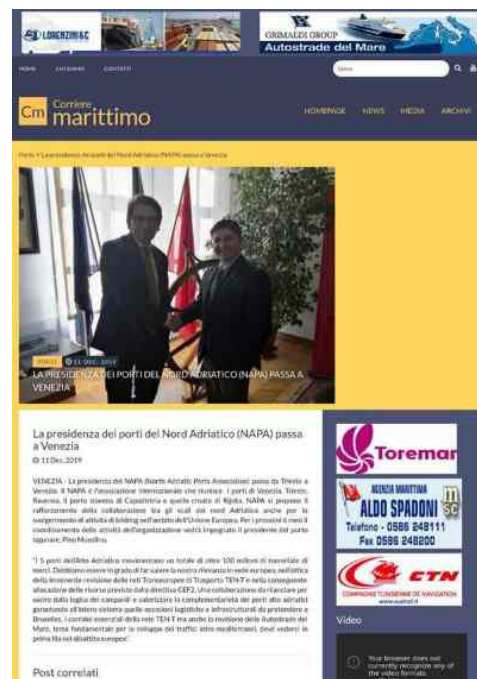 LORENZINI & C
GRIMALDI GROUP
Autostrade del Mare
HOME CHI SIAMO CONTATTI
Cm Corriere
marittimo
HOMEPAGE NEWS MEDIA ARCHIVI
Porti > La presidenza dei porti del Nord Adriatico (NAPA) passa a Venezia
PORTI 11 DEC, 2019
LA PRESIDENZA DEI PORTI DEL NORD ADRIATICO (NAPA) PASSA A
VENEZIA
La presidenza dei porti del Nord Adriatico (NAPA) passa
a Venezia
11 Dec, 2019
VENEZIA - La presidenza del NAPA (North Adriatic Ports Association) passa da Trieste a
Venezia. Il NAPA è l'associazione internazionale che riunisce i porti di Venezia, Trieste,
Ravenna, il porto sloveno di Capodistria e quello croato di Rijeka. NAPA si propone il
rafforzamento della collaborazione tra gli scali del nord Adriatico anche per lo
svolgimento di attività di lobbing nell'ambito dell'Unione Europea. Per i prossimi 6 mesi il
coordinamento delle attività dell'organizzazione vedrà impegnato il presidente del porto
lagunare, Pino Musolino.
"I 5 porti dell'Alto Adriatico movimentano un totale di oltre 100 milioni di tonnellate di
merci. Dobbiamo essere in grado di far valere la nostra rilevanza in sede europea, nell'ottica
della imminente revisione delle reti Transeuropee di Trasporto TEN-T e nella conseguente
allocazione delle risorse previste dalla direttiva CEF2. Una collaborazione da rilanciare per
uscire dalla logica dei campanili e valorizzare la complementarietà dei porti alto adriatici
garantendo all'intero sistema quelle occasioni logistiche e infrastrutturali da pretendere a
Bruxelles. I corridoi essenziali della rete TEN-T ma anche la revisione delle Autostrade del
Mare, tema fondamentale per lo sviluppo dei traffici intra mediterranei, devi vederci in
prima fila nel dibattito europeo".
Post correlati
Toremar
AGENZIA MARITTIMA
ALDO SPADONI
msc
Telefono - 0586 248111
Fax 0586 248200
CTN
COMPAGNIE TUNISIENNE DE NAVIGATION
Video
Your browser does not
currently recognize any of
the video formats